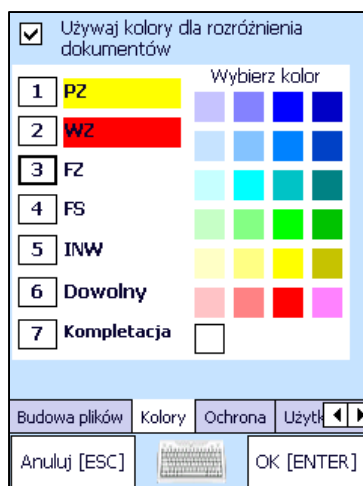 Używaj kolory dla rozróżnienia
dokumentów
Wybierz kolor
1 PZ
2 WZ
3 FZ
4 FS
5 INW
6 Dowolny
7 Kompletacja
Budowa plików Kolory Ochrona Użytk
Anuluj [ESC] OK [ENTER]